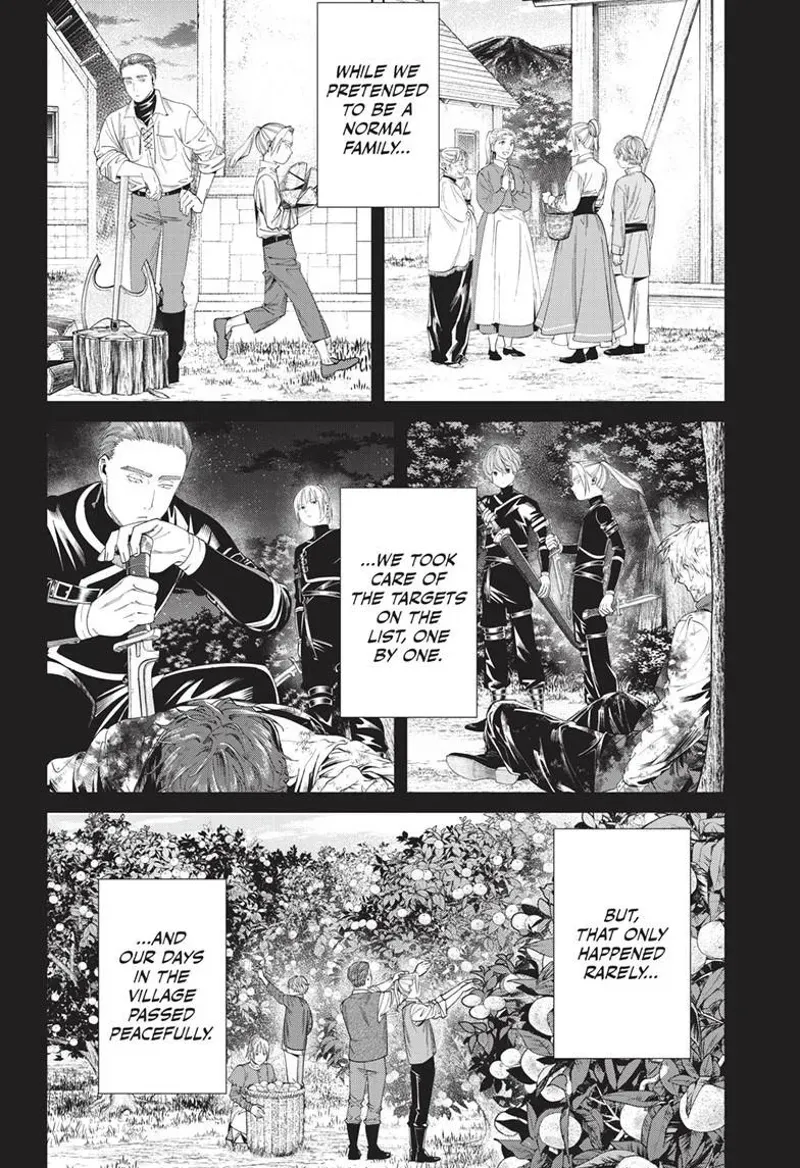 WHILE WE
PRETENDED
TO BE A
NORMAL
FAMILY...
...WE TOOK
CARE OF
THE TARGETS
ON THE
LIST, ONE
BY ONE.
BUT,
THAT ONLY
HAPPENED
RARELY...
...AND
OUR DAYS
IN THE
VILLAGE
PASSED
PEACEFULLY.